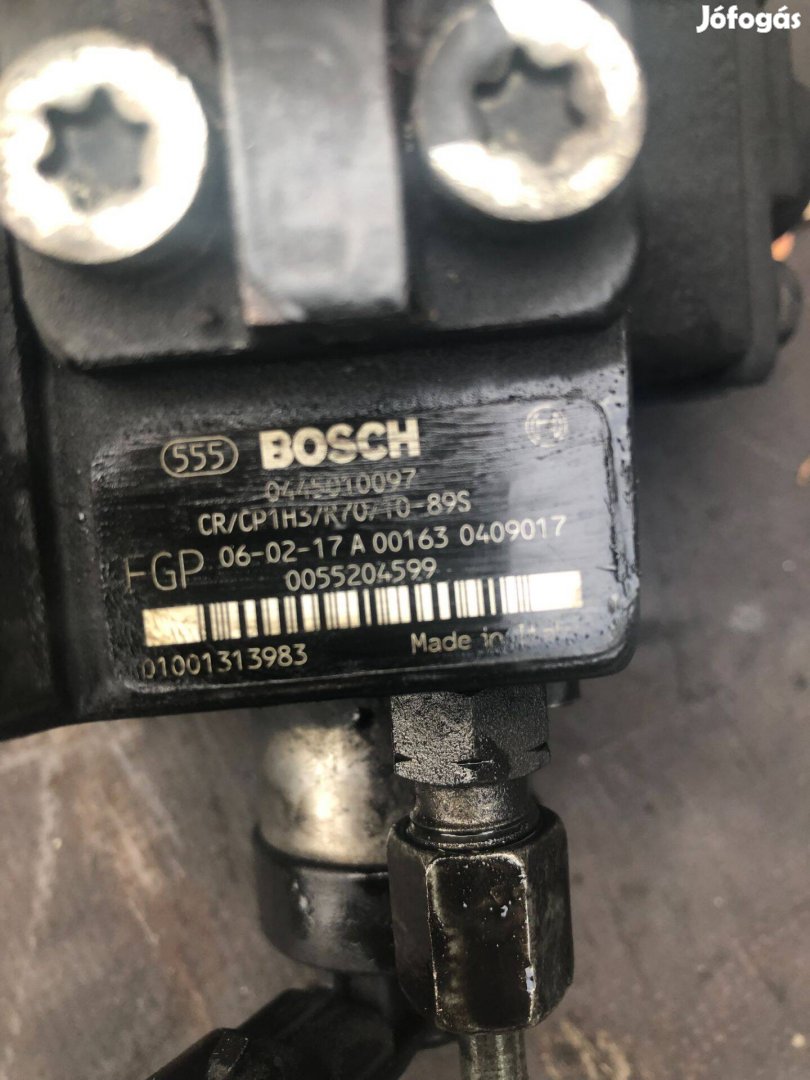 Jófogás
555 BOSCH
0445010097
CR/CP1H3/R70/10-89S
FGP 06-02-17 A 00163 0409017
0055204599
01001313983 Made in